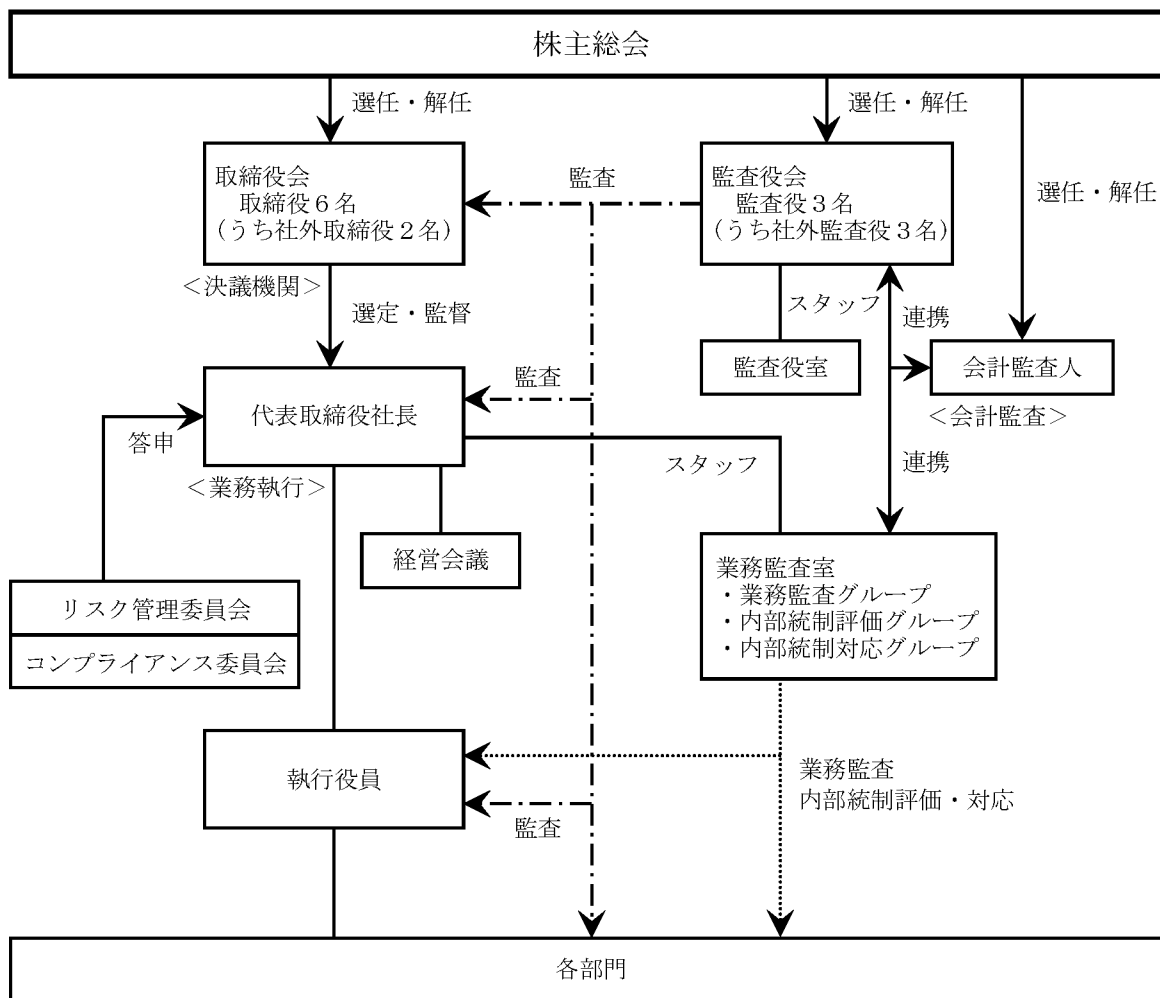 株主総会
選任・解任
選任・解任
選任・解任
取締役会
取締役6名
(うち社外取締役2名)
<決議機関>
監査
監査役会
監査役3名
(うち社外監査役3名)
選定・監督
スタッフ
連携
監査役室
会計監査人
<会計監査>
監査
代表取締役社長
答申
<業務執行>
スタッフ
連携
経営会議
業務監査室
・業務監査グループ
・内部統制評価グループ
・内部統制対応グループ
リスク管理委員会
コンプライアンス委員会
執行役員
監査
業務監査
内部統制評価・対応
各部門